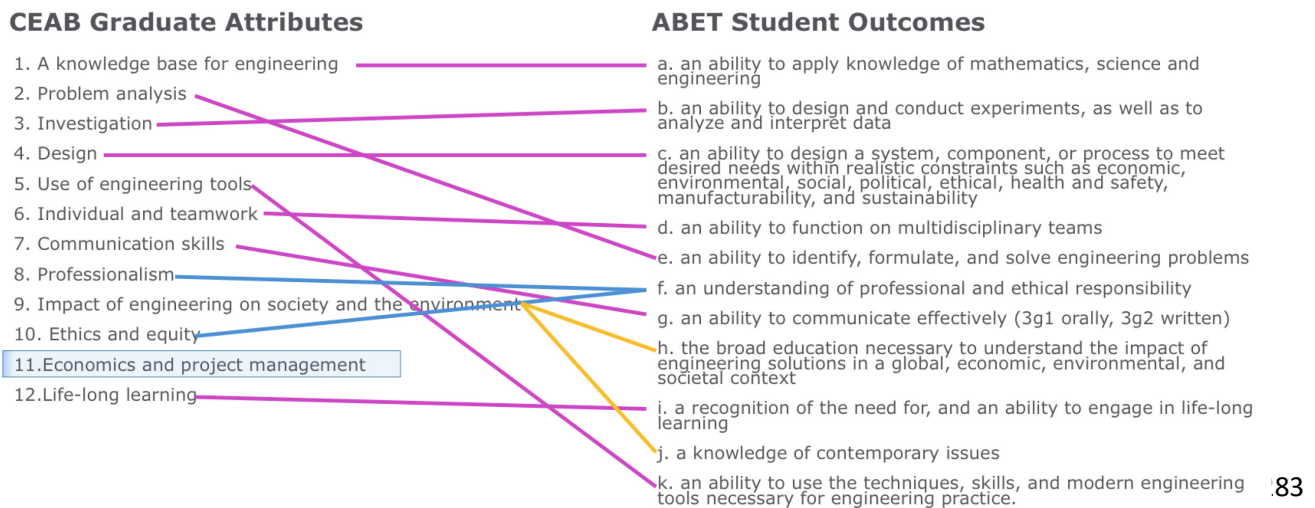 CEAB Graduate Attributes
1. A knowledge base for engineering
2. Problem analysis
3. Investigation
4. Design
5. Use of engineering tools
6. Individual and teamwork
7. Communication skills
8. Professionalism
9. Impact of engineering on society and the environment
10. Ethics and equity
11.Economics and project management
12.Life-long learning
ABET Student Outcomes
a. an ability to apply knowledge of mathematics, science and
engineering
b. an ability to design and conduct experiments, as well as to
analyze and interpret data
c. an ability to design a system, component, or process to meet
desired needs within realistic constraints such as economic,
environmental, social, political, ethical, health and safety,
manufacturability, and sustainability
d. an ability to function on multidisciplinary teams
e. an ability to identify, formulate, and solve engineering problems
f. an understanding of professional and ethical responsibility
g. an ability to communicate effectively (3g1 orally, 3g2 written)
h. the broad education necessary to understand the impact of
engineering solutions in a global, economic, environmental, and
societal context
i. a recognition of the need for, and an ability to engage in life-long
learning
j. a knowledge of contemporary issues
k. an ability to use the techniques, skills, and modern engineering
tools necessary for engineering practice.
83